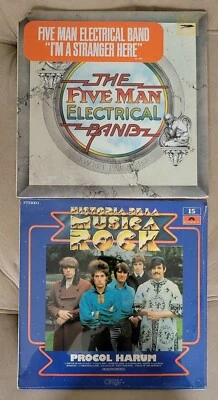 FIVE MAN ELECTRICAL BAND
"I'M A STRANGER HERE"
THE
FIVE MAN
ELECTRICAL
BAND
STEREO
15
HISTORIA DE LA
MUSICA
ROCK
PROCOL HARUM